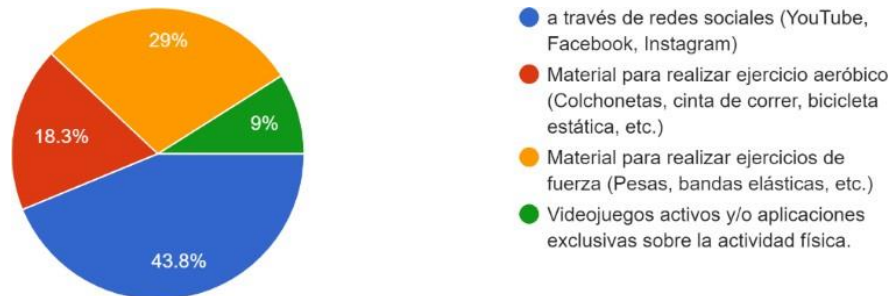 29%
18.3%
9%
43.8%
a través de redes sociales (YouTube,
Facebook, Instagram)
Material para realizar ejercicio aeróbico
(Colchonetas, cinta de correr, bicicleta
estática, etc.)
Material para realizar ejercicios de
fuerza (Pesas, bandas elásticas, etc.)
Videojuegos activos y/o aplicaciones
exclusivas sobre la actividad física.